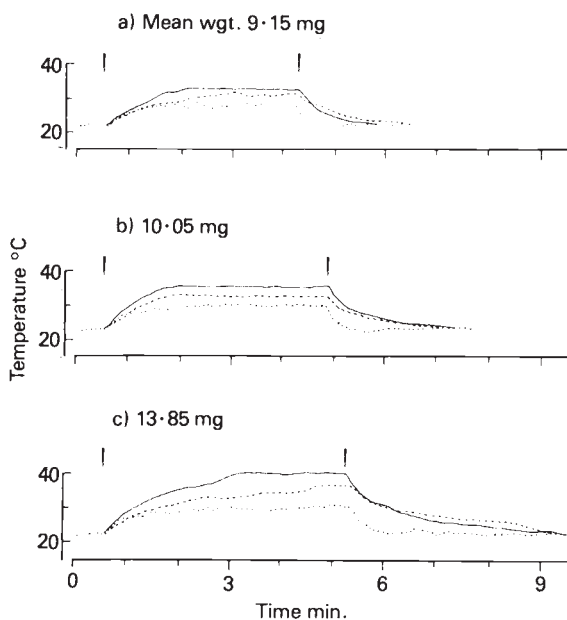 a) Mean wgt. 9·15 mg
40
20
b) 10·05 mg
40
20
Temperature °C
c) 13·85 mg
40
20
0 3 6 9
Time min.